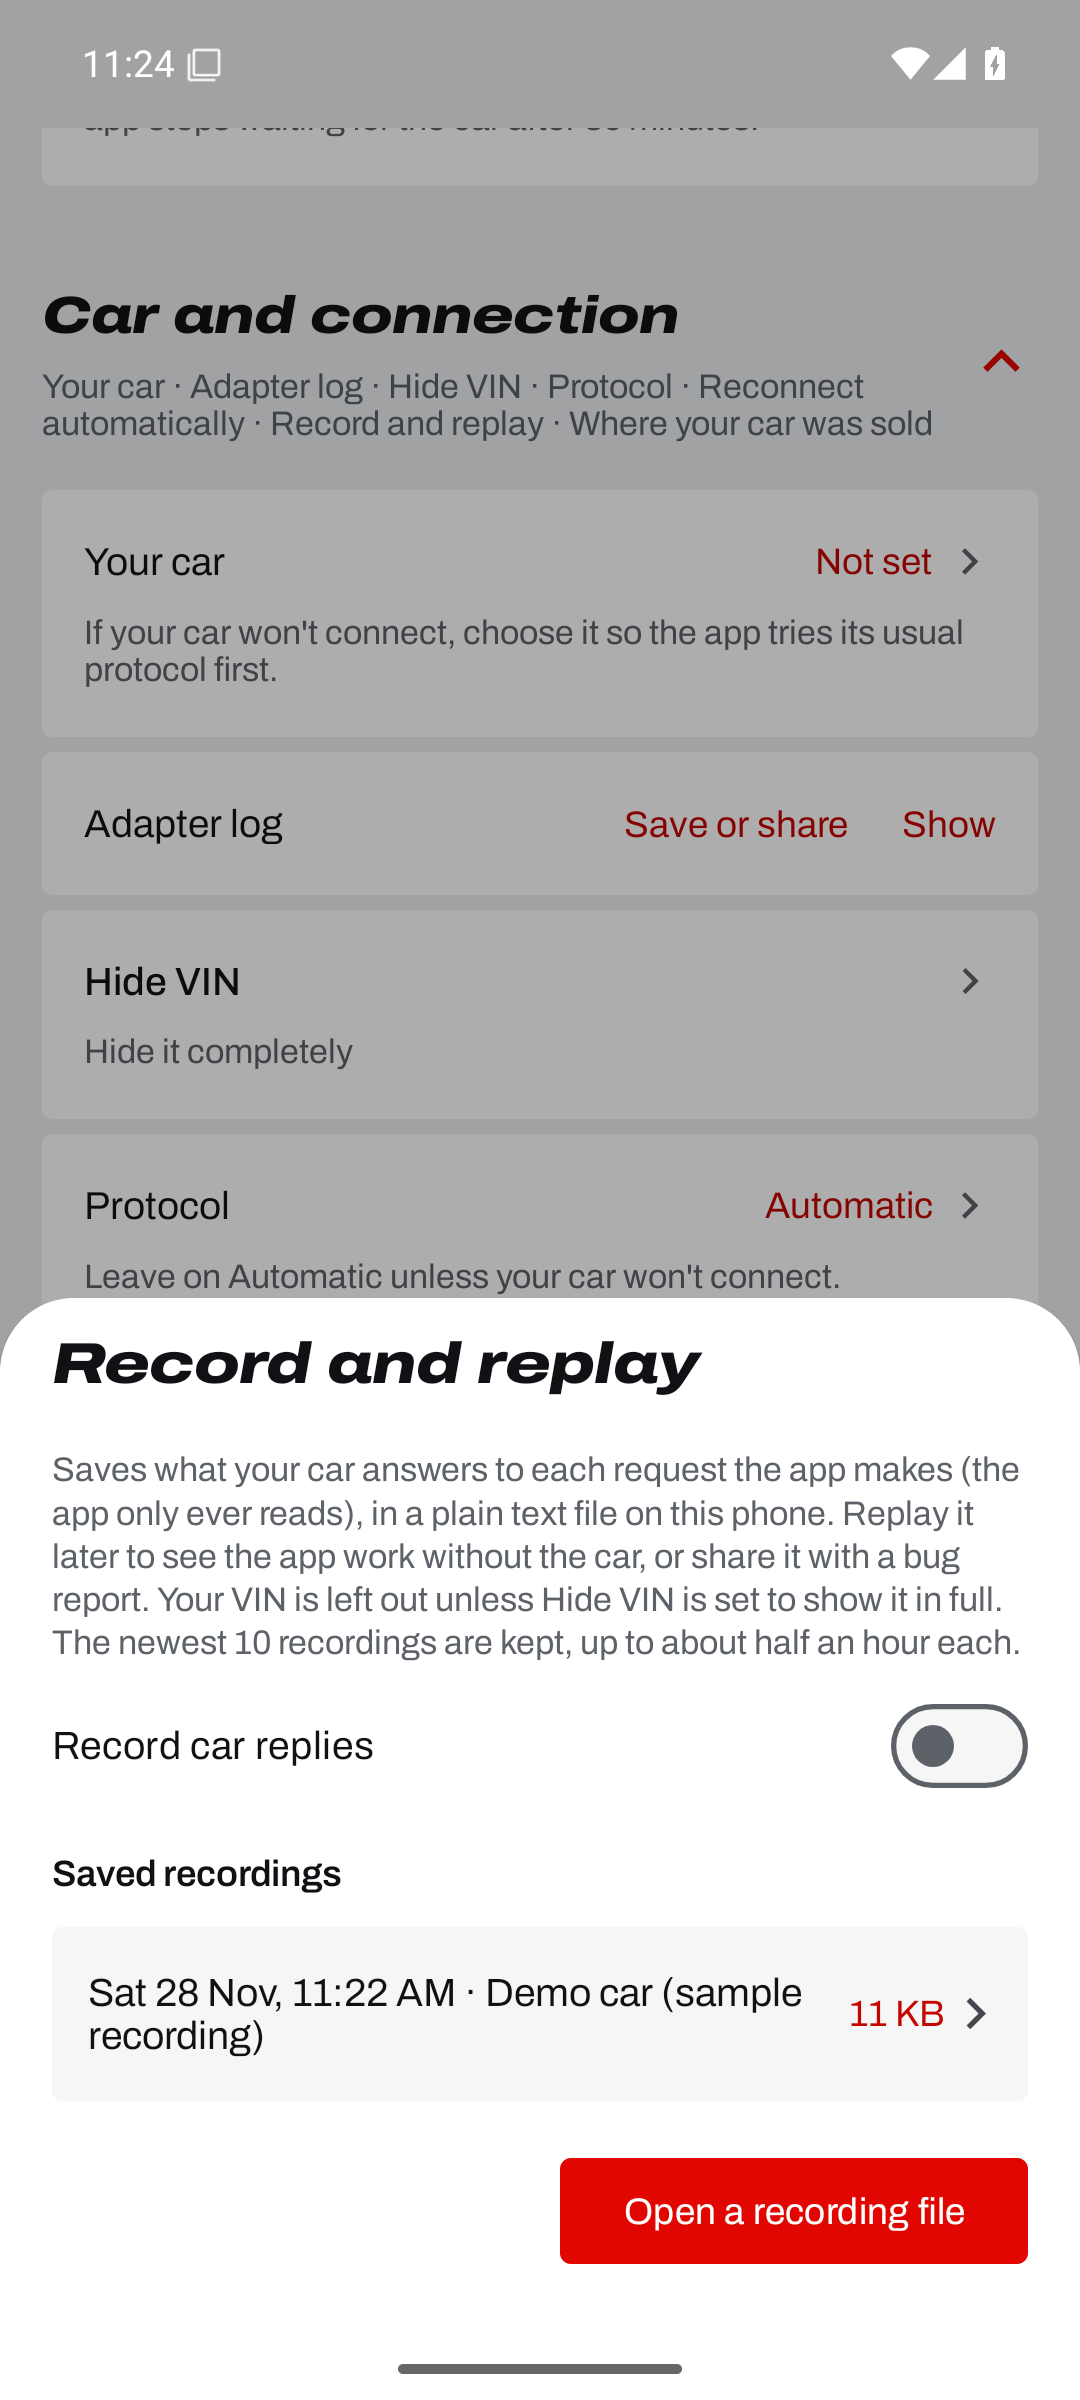 11:24
Car and connection
Your car · Adapter log · Hide VIN · Protocol · Reconnect
automatically · Record and replay · Where your car was sold
Your car
Not set
If your car won't connect, choose it so the app tries its usual
protocol first.
Adapter log
Save or share
Show
Hide VIN
Hide it completely
Protocol
Automatic
Leave on Automatic unless your car won't connect.
Record and replay
Saves what your car answers to each request the app makes (the
app only ever reads), in a plain text file on this phone. Replay it
later to see the app work without the car, or share it with a bug
report. Your VIN is left out unless Hide VIN is set to show it in full.
The newest 10 recordings are kept, up to about half an hour each.
Record car replies
Saved recordings
Sat 28 Nov, 11:22 AM · Demo car (sample
recording)
11 KB
Open a recording file